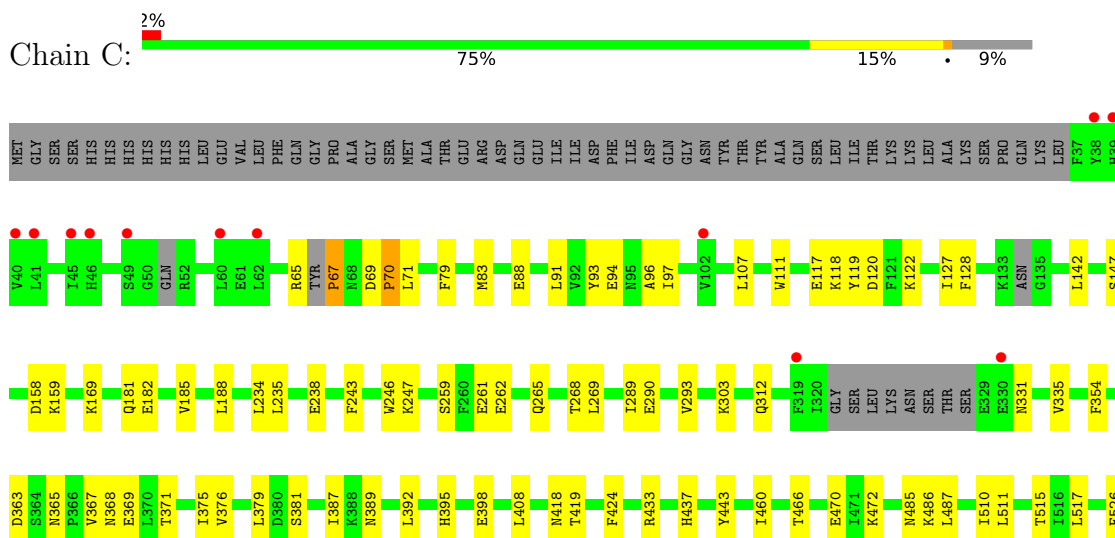 2%
Chain C:
75% 15% • 9%
MET GLY SER SER HIS HIS HIS HIS HIS HIS LEU GLU VAL LEU PHE GLN GLY PRO ALA GLY SER MET ALA THR GLU ARG ASP GLN GLU ILE ILE ASP PHE ILE ASP GLN GLY ASN TYR THR TYR ALA GLN SER LEU ILE THR LYS LYS LEU ALA LYS SER PRO GLN LYS LEU F37 Y38 H39
V40 L41 I45 H46 S49 G50 GLN R52 L60 E61 L62 R65 TYR P67 N68 D69 P70 L71 F79 M83 E88 L91 V92 Y93 E94 N95 A96 I97 V102 L107 W111 E117 K118 Y119 D120 F121 K122 I127 F128 K133 ASN G135 L142 S147
D158 K159 K169 Q181 E182 V185 L188 L234 L235 E238 F243 W246 K247 S259 F260 E261 E262 Q265 T268 L269 I289 E290 V293 K303 Q312 F319 I320 GLY SER LEU LYS ASN SER THR SER E329 E330 N331 V335 F354
D363 S364 N365 P366 V367 N368 E369 L370 T371 I375 V376 L379 D380 S381 I387 K388 N389 L392 H395 E398 L408 N418 T419 F424 R433 H437 Y443 I460 T466 E470 I471 K472 N485 K486 L487 I510 L511 T515 I516 L517